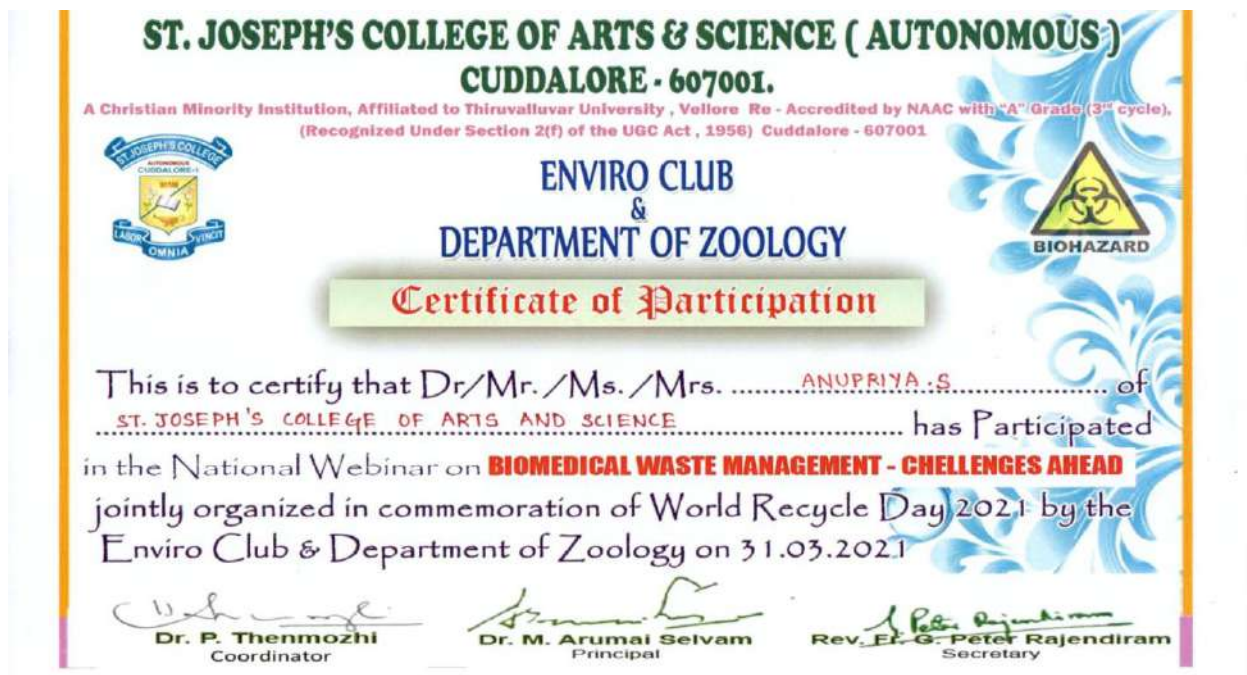 ST. JOSEPH'S COLLEGE OF ARTS & SCIENCE ( AUTONOMOUS )
CUDDALORE - 607001.
A Christian Minority Institution, Affiliated to Thiruvalluvar University , Vellore Re - Accredited by NAAC with "A" Grade (3rd cycle),
(Recognized Under Section 2(f) of the UGC Act , 1956) Cuddalore - 607001
ST. JOSEPH'S COLLEGE
AUTONOMOUS
CUDDALORE-1
LABOR OMNIA VINCIT
ENVIRO CLUB
&
DEPARTMENT OF ZOOLOGY
BIOHAZARD
Certificate of Participation
This is to certify that Dr/Mr. /Ms. /Mrs. ANUPRIYA .S of
ST. JOSEPH'S COLLEGE OF ARTS AND SCIENCE has Participated
in the National Webinar on BIOMEDICAL WASTE MANAGEMENT - CHELLENGES AHEAD
jointly organized in commemoration of World Recycle Day 2021 by the
Enviro Club & Department of Zoology on 31.03.2021
Dr. P. Thenmozhi
Coordinator
Dr. M. Arumai Selvam
Principal
Rev. Fr. G. Peter Rajendiram
Secretary